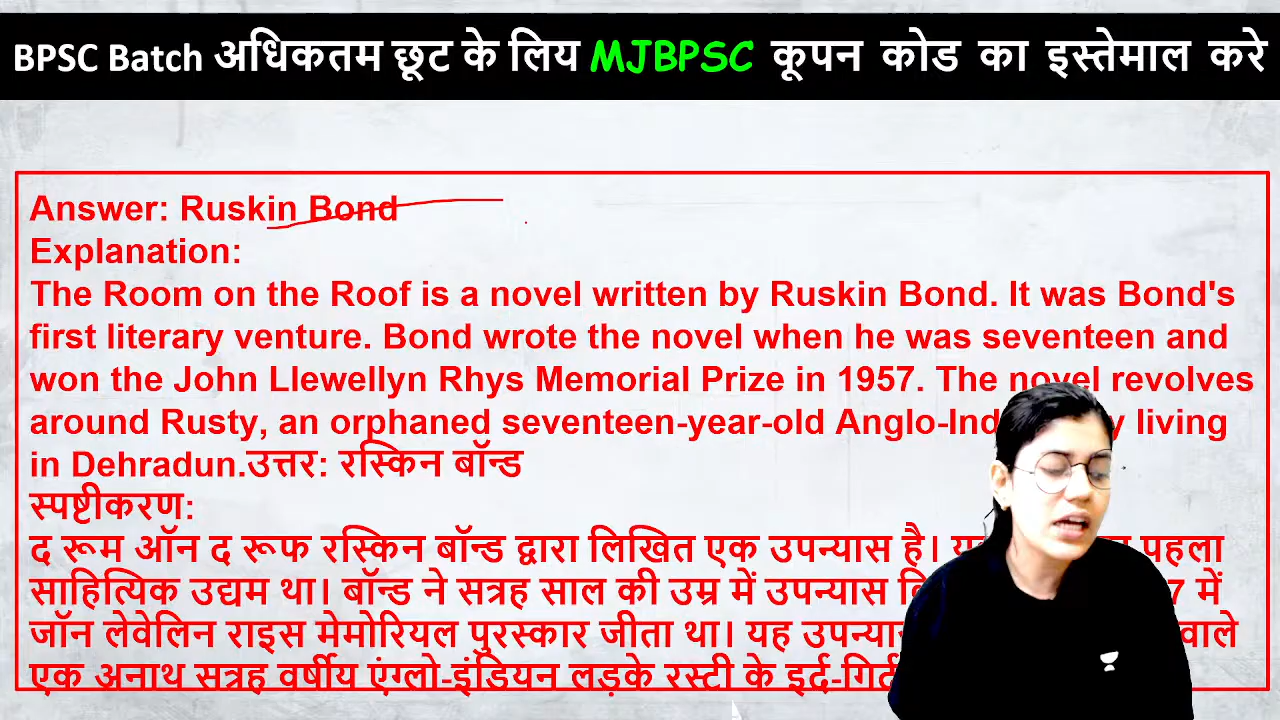 BPSC Batch अधिकतम छूट के लिय MJBPSC कूपन कोड का इस्तेमाल करे
Answer: Ruskin Bond
Explanation:
The Room on the Roof is a novel written by Ruskin Bond. It was Bond's
first literary venture. Bond wrote the novel when he was seventeen and
won the John Llewellyn Rhys Memorial Prize in 1957. The novel revolves
around Rusty, an orphaned seventeen-year-old living
in Dehradun.उत्तर: रस्किन बॉन्ड
स्पष्टीकरण:
द रूम ऑन द रूफ रस्किन बॉन्ड द्वारा लिखित एक उपन्यास है। पहला
साहित्यिक उद्यम था। बॉन्ड ने सत्रह साल की उम्र में उपन्यास में
जॉन लेवेलिन राइस मेमोरियल पुरस्कार जीता था। यह वाले
एक अनाथ सत्रह वर्षीय एंग्लो-इंडियन लड़के रस्टी के